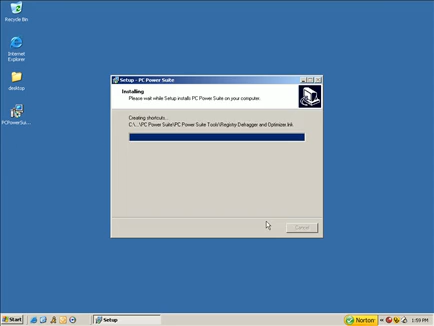 Recycle Bin
Internet
Explorer
desktop
PCPowerSui...
Setup - PC Power Suite
Installing
Please wait while Setup installs PC Power Suite on your computer.
Creating shortcuts...
C:\...\PC Power Suite\PC Power Suite Tools\Registry Defragger and Optimizer.lnk
Cancel
Start
Setup
Norton
1:59 PM